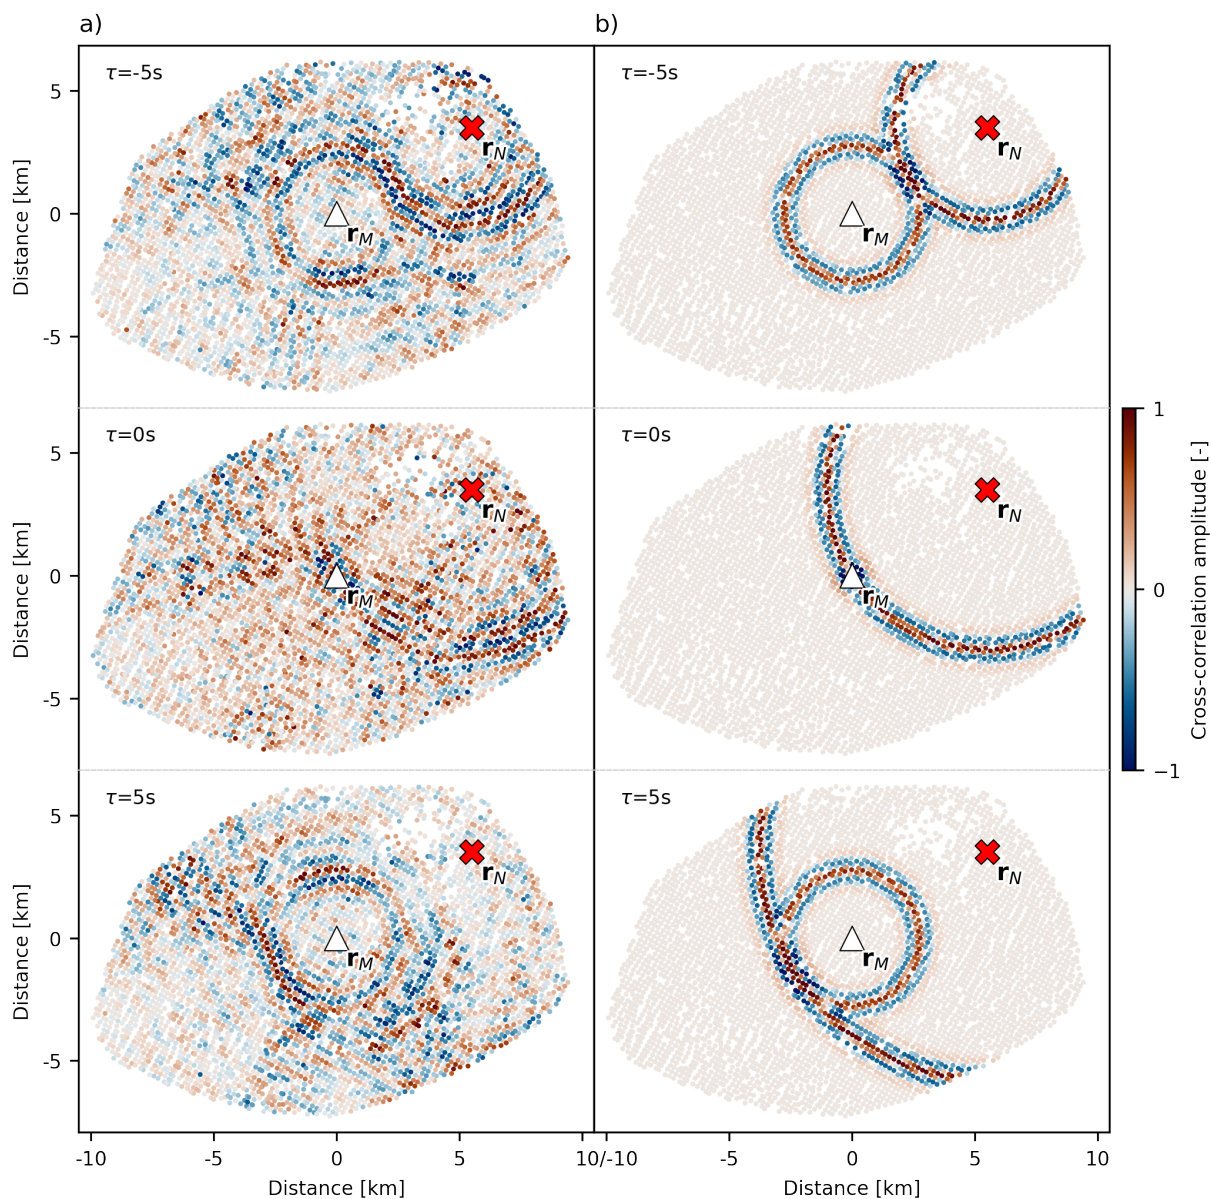 a)
b)
τ=-5s
τ=-5s
5
0
-5
Distance [km]
r_N
r_M
r_N
r_M
τ=0s
τ=0s
5
0
-5
Distance [km]
r_N
r_M
r_N
r_M
1
0
−1
Cross-correlation amplitude [-]
τ=5s
τ=5s
5
0
-5
Distance [km]
r_N
r_M
r_N
r_M
-10 -5 0 5 10/-10 -5 0 5 10
Distance [km] Distance [km]